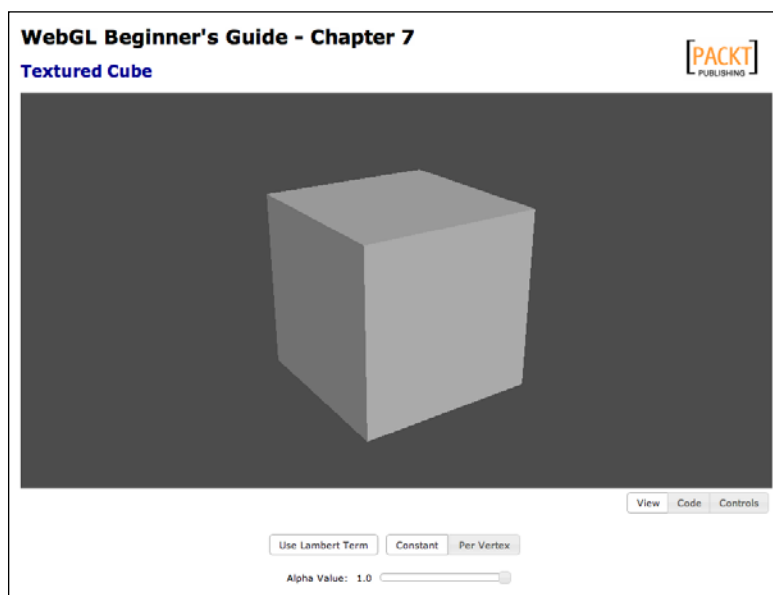 WebGL Beginner's Guide - Chapter 7
Textured Cube
[PACKT]
PUBLISHING
View Code Controls
Use Lambert Term Constant Per Vertex
Alpha Value: 1.0